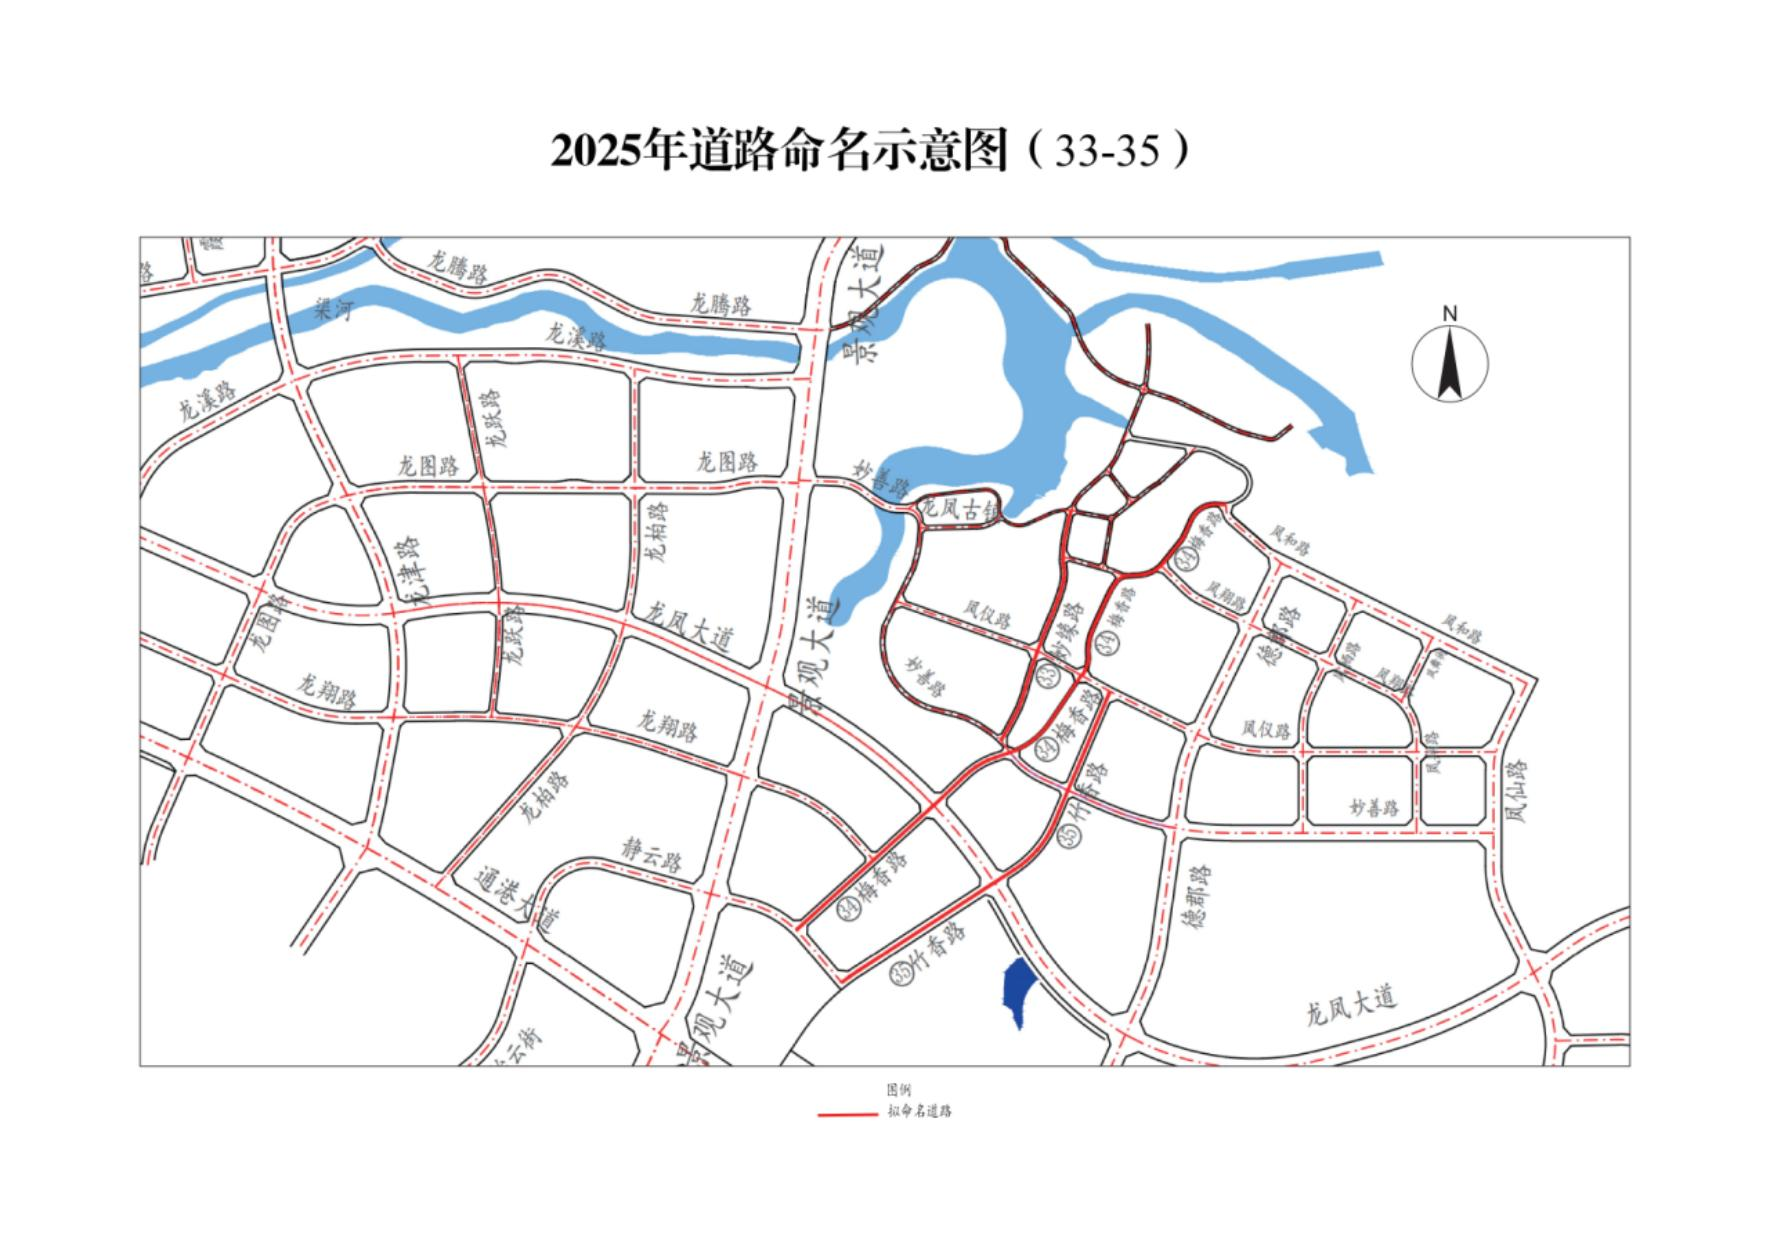 2025年道路命名示意图（33-35）
霞
路
龙腾路
景观大道
渠河
龙腾路
龙溪路
N
龙溪路
龙跃路
龙图路
龙图路
妙善路
龙凤古镇
龙柏路
㉞梅香路
凤和路
龙津路
龙图路
龙跃路
龙凤大道
景观大道
凤仪路
㉝妙缘路
㉞梅香路
凤翔路
德郡路
凤和路
龙翔路
龙翔路
妙善路
㉞梅香路
凤仪路
龙柏路
㉟竹香路
妙善路
凤仙路
静云路
通港大道
㉞梅香路
德郡路
㉟竹香路
景观大道
龙凤大道
云街
图例
拟命名道路